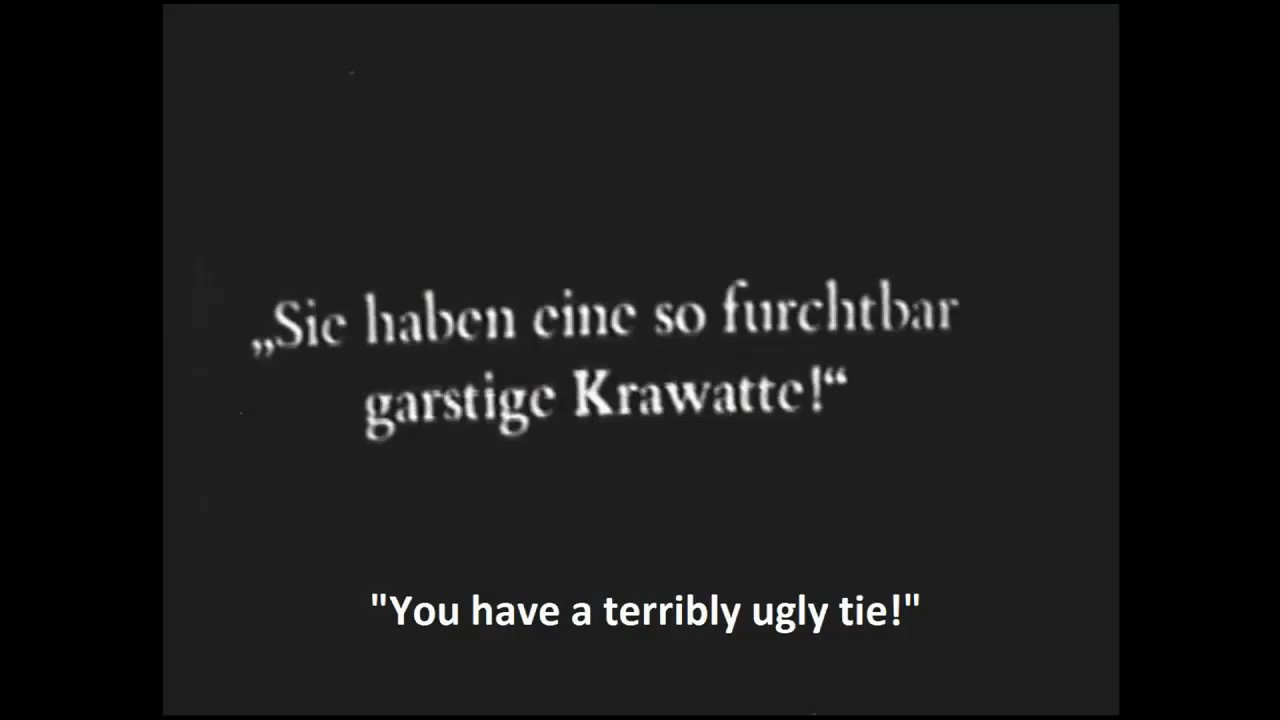 „Sie haben eine so furchtbar
garstige Krawatte!“
"You have a terribly ugly tie!"